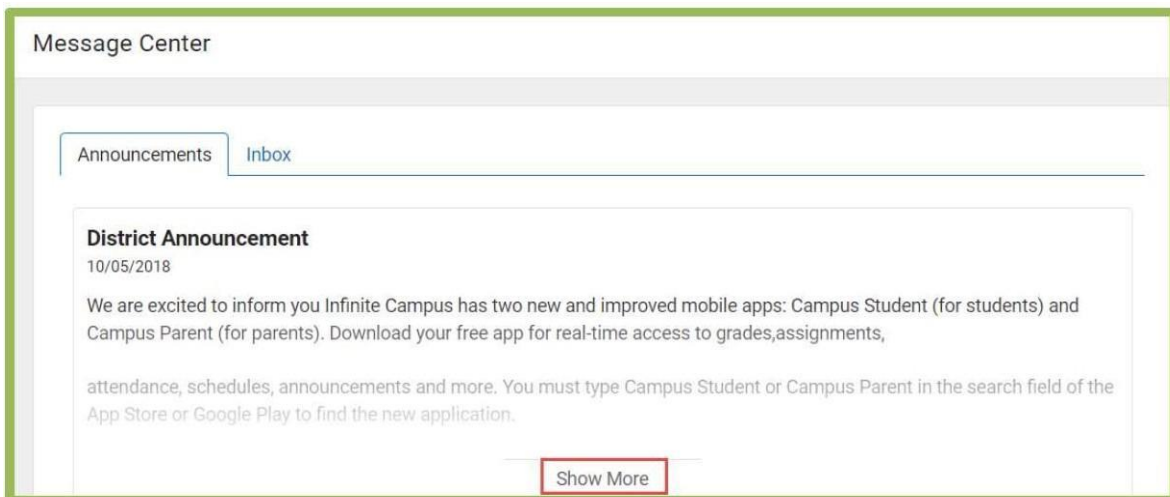 Message Center
Announcements Inbox
District Announcement
10/05/2018
We are excited to inform you Infinite Campus has two new and improved mobile apps: Campus Student (for students) and
Campus Parent (for parents). Download your free app for real-time access to grades,assignments,
attendance, schedules, announcements and more. You must type Campus Student or Campus Parent in the search field of the
App Store or Google Play to find the new application.
Show More